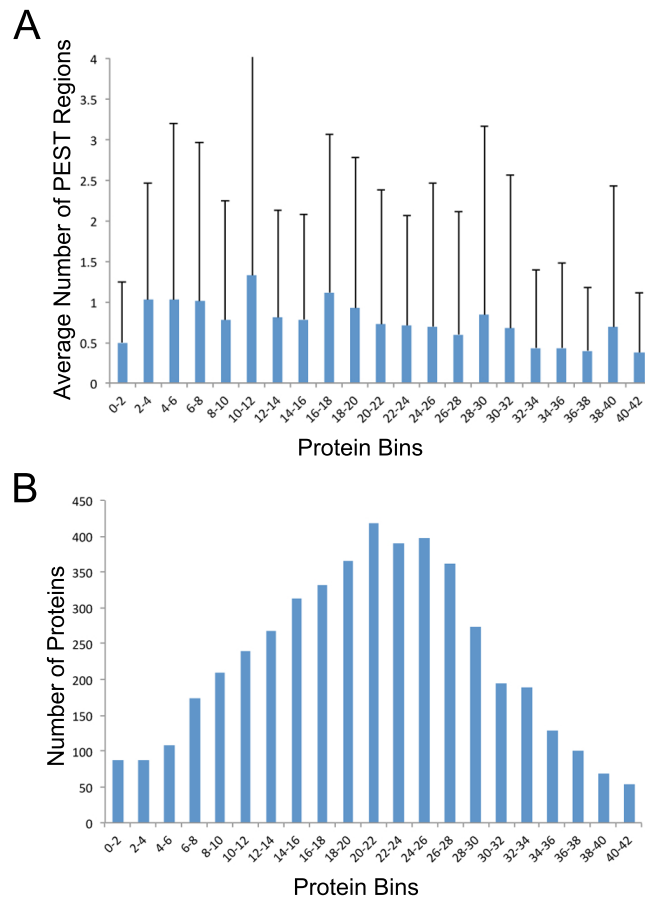 A
Average Number of PEST Regions
4
3.5
3
2.5
2
1.5
1
0.5
0
0-2 2-4 4-6 6-8 8-10 10-12 12-14 14-16 16-18 18-20 20-22 22-24 24-26 26-28 28-30 30-32 32-34 34-36 36-38 38-40 40-42
Protein Bins
B
Number of Proteins
450
400
350
300
250
200
150
100
50
0
0-2 2-4 4-6 6-8 8-10 10-12 12-14 14-16 16-18 18-20 20-22 22-24 24-26 26-28 28-30 30-32 32-34 34-36 36-38 38-40 40-42
Protein Bins